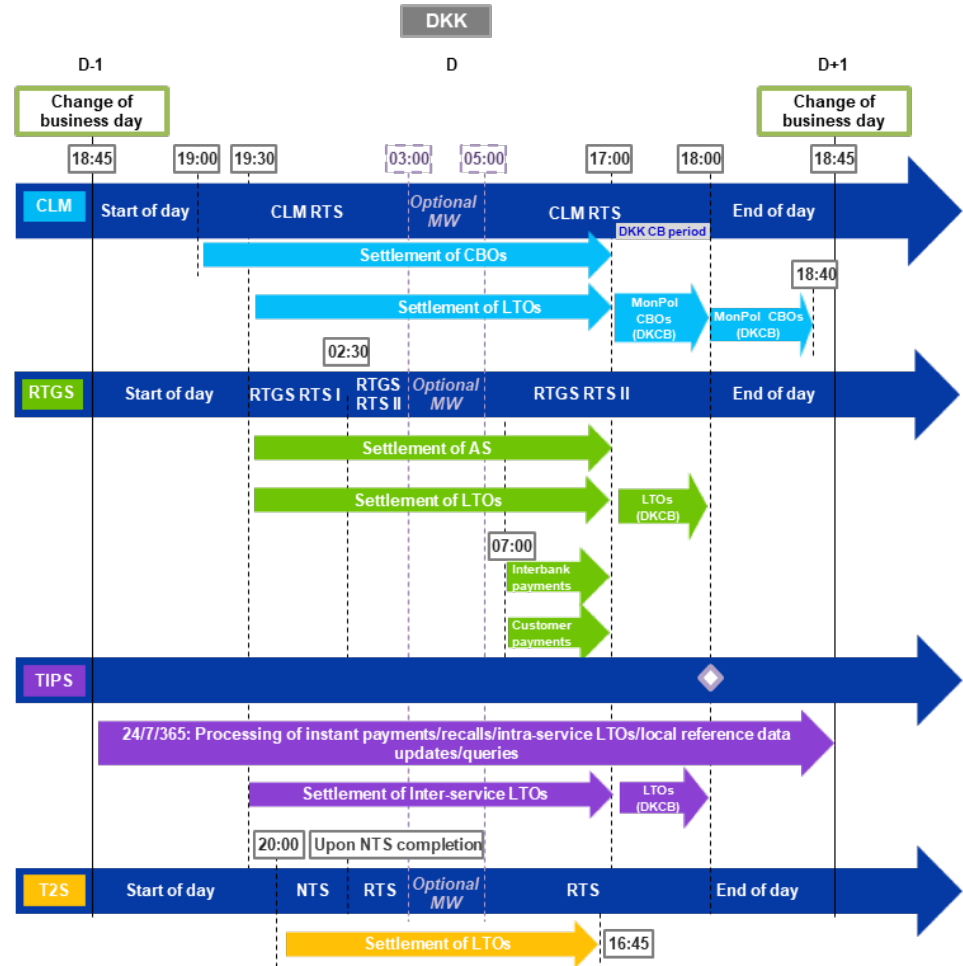 DKK
D-1
D
D+1
Change of
business day
Change of
business day
18:45
19:00
19:30
03:00
05:00
17:00
18:00
18:45
CLM
Start of day
CLM RTS
Optional
MW
CLM RTS
End of day
DKK CB period
Settlement of CBOs
18:40
Settlement of LTOs
MonPol
CBOs
(DKCB)
MonPol CBOs
(DKCB)
02:30
RTGS
Start of day
RTGS RTS I
RTGS
RTS II
Optional
MW
RTGS RTS II
End of day
Settlement of AS
Settlement of LTOs
LTOs
(DKCB)
07:00
Interbank
payments
Customer
payments
TIPS
24/7/365: Processing of instant payments/recalls/intra-service LTOs/local reference data
updates/queries
Settlement of Inter-service LTOs
LTOs
(DKCB)
20:00
Upon NTS completion
T2S
Start of day
NTS
RTS
Optional
MW
RTS
End of day
Settlement of LTOs
16:45